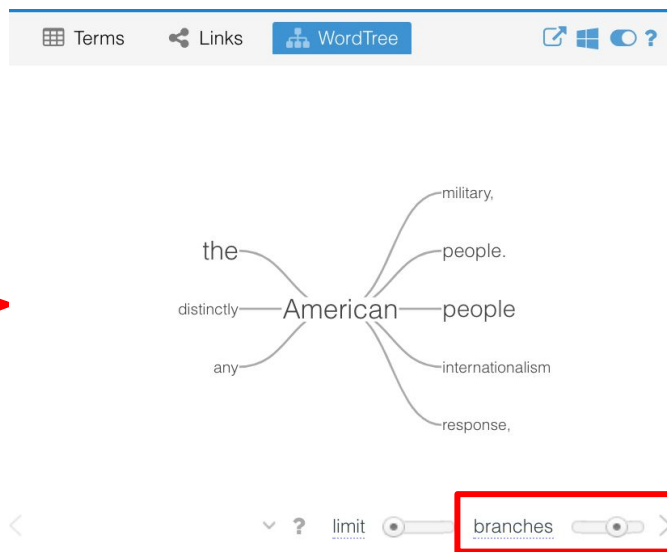 Terms Links WordTree ?
military,
the people.
distinctly American people
any internationalism
response,
? limit branches